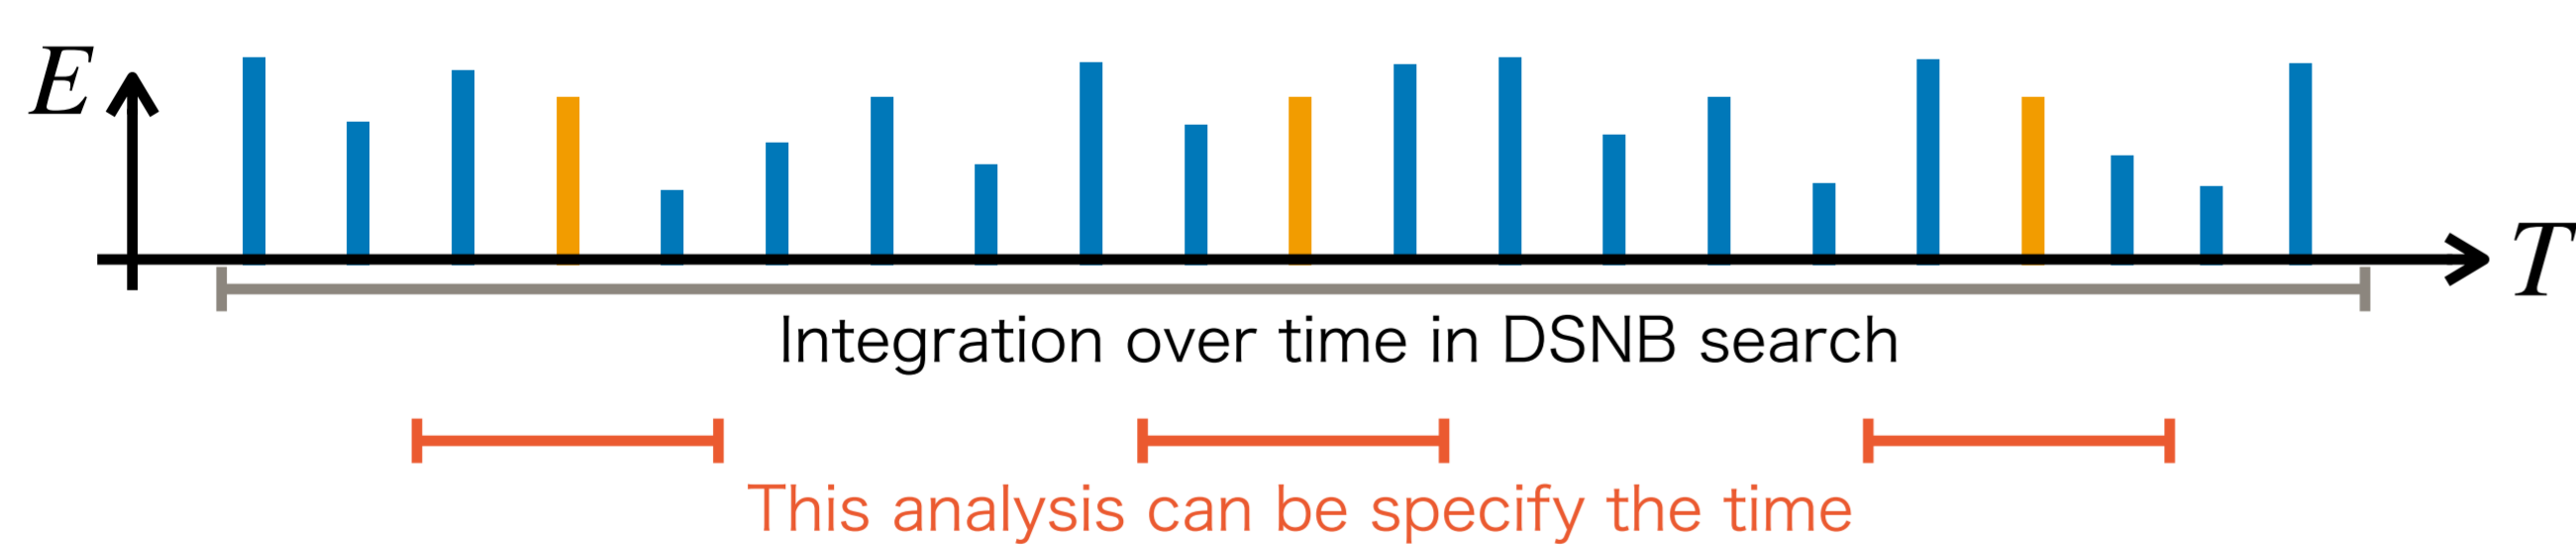 E
T
Integration over time in DSNB search
This analysis can be specify the time